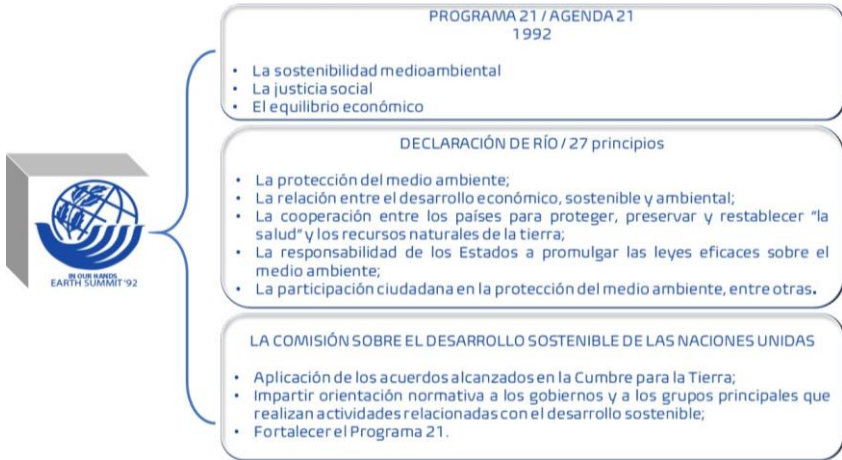 PROGRAMA 21 / AGENDA 21
1992
• La sostenibilidad medioambiental
• La justicia social
• El equilibrio económico
DECLARACIÓN DE RÍO / 27 principios
• La protección del medio ambiente;
• La relación entre el desarrollo económico, sostenible y ambiental;
• La cooperación entre los países para proteger, preservar y restablecer "la
salud" y los recursos naturales de la tierra;
• La responsabilidad de los Estados a promulgar las leyes eficaces sobre el
medio ambiente;
• La participación ciudadana en la protección del medio ambiente, entre otras.
IN OUR HANDS
EARTH SUMMIT '92
LA COMISIÓN SOBRE EL DESARROLLO SOSTENIBLE DE LAS NACIONES UNIDAS
• Aplicación de los acuerdos alcanzados en la Cumbre para la Tierra;
• Impartir orientación normativa a los gobiernos y a los grupos principales que
realizan actividades relacionadas con el desarrollo sostenible;
• Fortalecer el Programa 21.